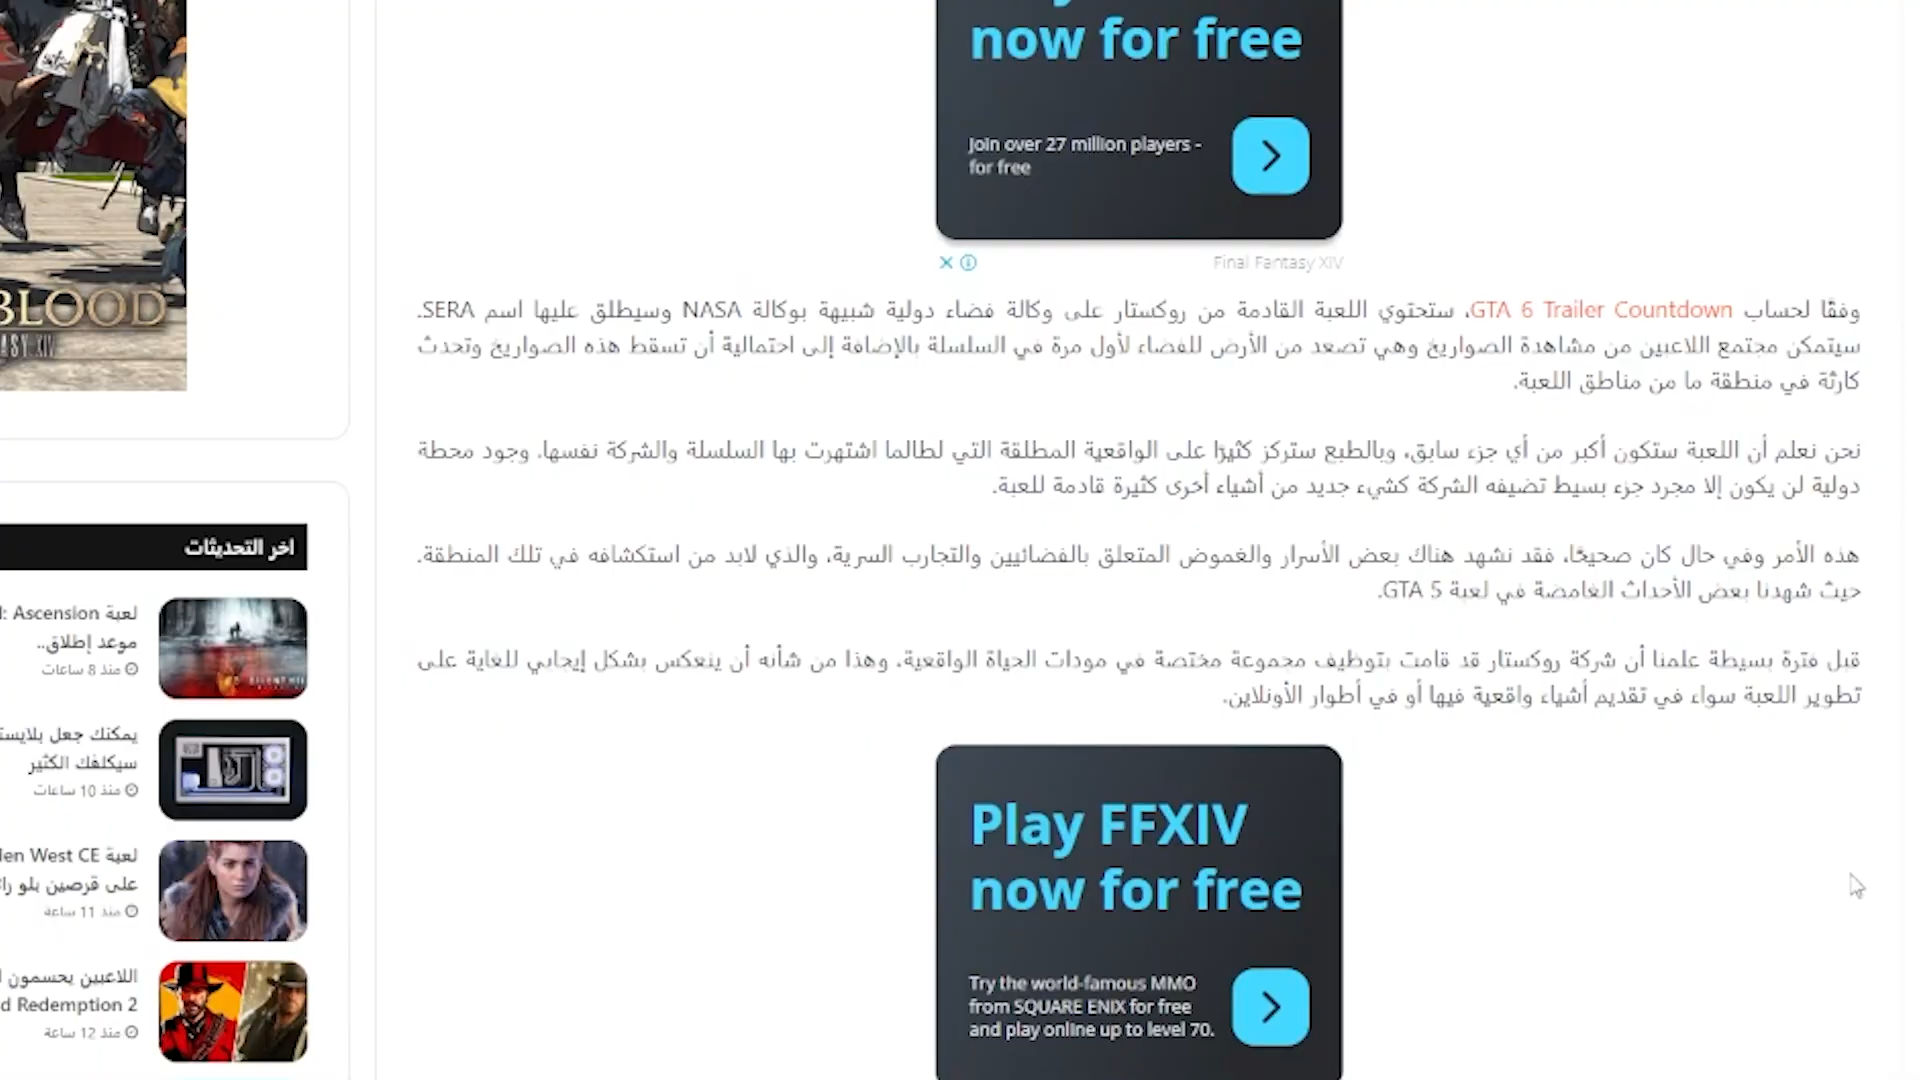 now for free
Join over 27 million players -
for free
Final Fantasy XIV
وفقًا لحساب GTA 6 Trailer Countdown، ستحتوي اللعبة القادمة من روكستار على وكالة فضاء دولية شبيهة بوكالة NASA وسيطلق عليها اسم SERA.
سيتمكن مجتمع اللاعبين من مشاهدة الصواريخ وهي تصعد من الأرض للفضاء لأول مرة في السلسلة بالإضافة إلى احتمالية أن تسقط هذه الصواريخ وتحدث
كارثة في منطقة ما من مناطق اللعبة.
نحن نعلم أن اللعبة ستكون أكبر من أي جزء سابق، وبالطبع ستركز كثيرًا على الواقعية المطلقة التي لطالما اشتهرت بها السلسلة والشركة نفسها. وجود محطة
دولية لن يكون إلا مجرد جزء بسيط تضيفه الشركة كشيء جديد من أشياء أخرى كثيرة قادمة للعبة.
هذه الأمر وفي حال كان صحيحًا، فقد نشهد هناك بعض الأسرار والغموض المتعلق بالفضائيين والتجارب السرية، والذي لابد من استكشافه في تلك المنطقة.
حيث شهدنا بعض الأحداث الغامضة في لعبة GTA 5.
قبل فترة بسيطة علمنا أن شركة روكستار قد قامت بتوظيف مجموعة مختصة في مودات الحياة الواقعية، وهذا من شأنه أن ينعكس بشكل إيجابي للغاية على
تطوير اللعبة سواء في تقديم أشياء واقعية فيها أو في أطوار الأونلاين.
Play FFXIV
now for free
Try the world-famous MMO
from SQUARE ENIX for free
and play online up to level 70.
BLOOD
اخر التحديثات
لعبة Ascension
موعد إطلاق..
منذ 8 ساعات
يمكنك جعل
سيكلفك الكثير
منذ 10 ساعات
لعبة West CE
على قرصين بلو
منذ 11 ساعة
اللاعبين يحسمون
Redemption 2
منذ 12 ساعة